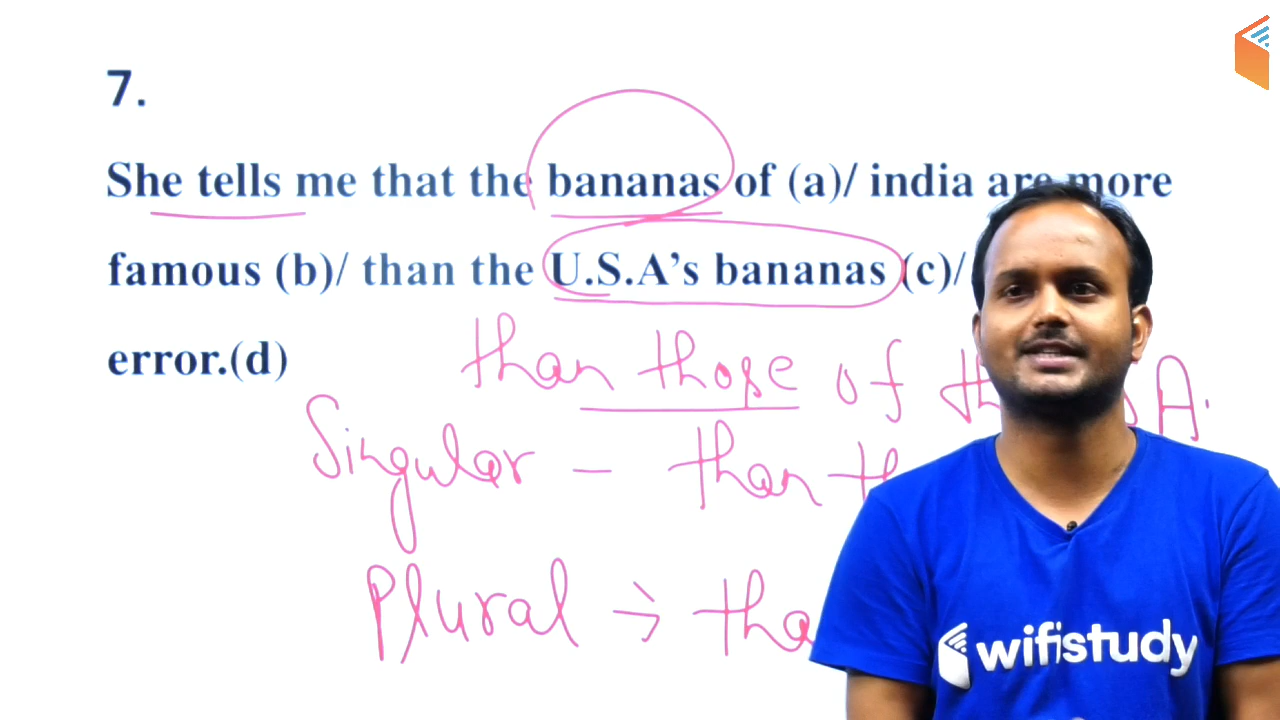 7.
She tells me that the bananas of (a)/ india are more
famous (b)/ than the U.S.A’s bananas (c)/
error.(d)
than those of A.
Singular - than
Plural →
wifistudy